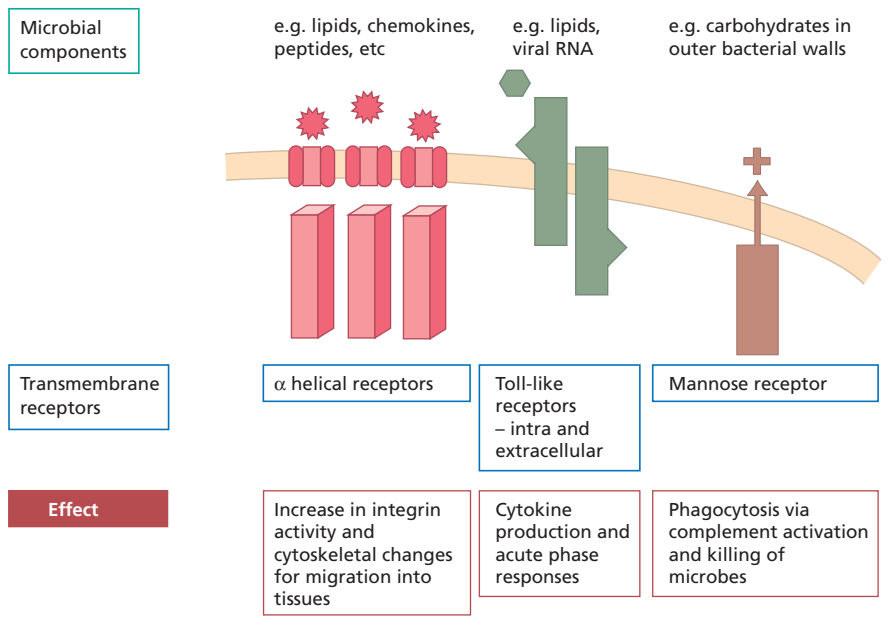 Microbial
components
e.g. lipids, chemokines,
peptides, etc
e.g. lipids,
viral RNA
e.g. carbohydrates in
outer bacterial walls
Transmembrane
receptors
α helical receptors
Toll-like
receptors
– intra and
extracellular
Mannose receptor
Effect
Increase in integrin
activity and
cytoskeletal changes
for migration into
tissues
Cytokine
production and
acute phase
responses
Phagocytosis via
complement activation
and killing of
microbes